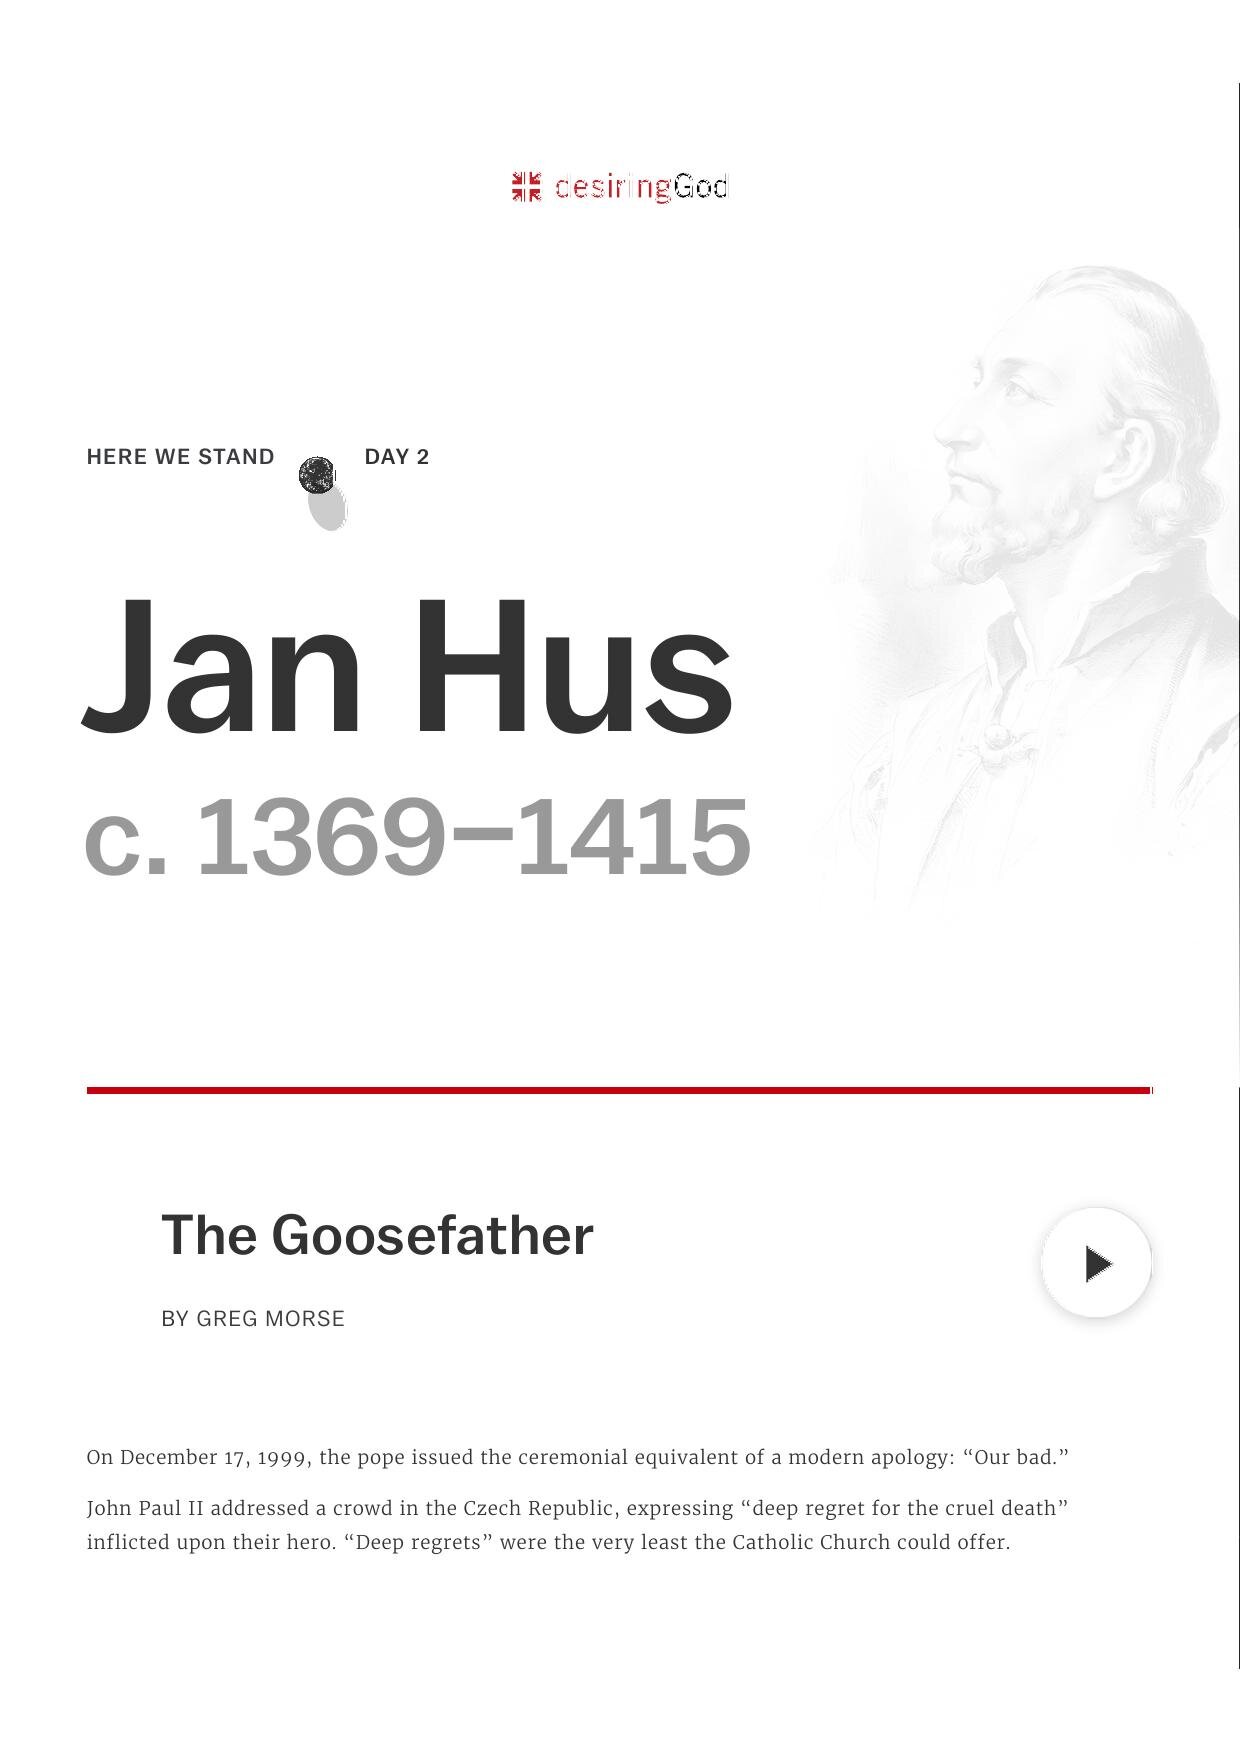 desiringGod
HERE WE STAND DAY 2
Jan Hus
c. 1369–1415
The Goosefather
BY GREG MORSE
On December 17, 1999, the pope issued the ceremonial equivalent of a modern apology: “Our bad.”
John Paul II addressed a crowd in the Czech Republic, expressing “deep regret for the cruel death”
inflicted upon their hero. “Deep regrets” were the very least the Catholic Church could offer.